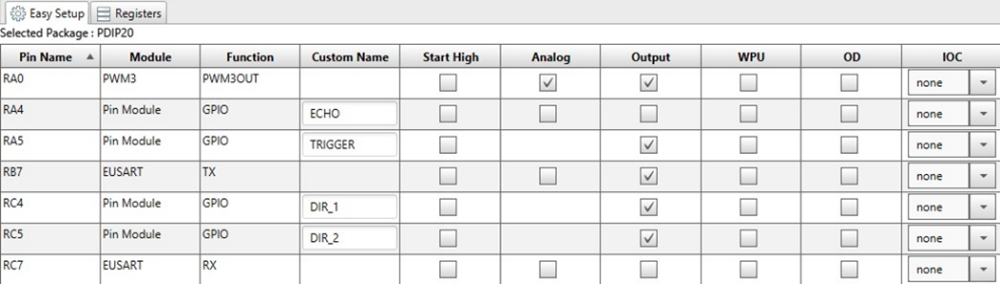 Easy Setup Registers
Selected Package : PDIP20
Pin Name Module Function Custom Name Start High Analog Output WPU OD IOC
RA0 PWM3 PWM3OUT none
RA4 Pin Module GPIO ECHO none
RA5 Pin Module GPIO TRIGGER none
RB7 EUSART TX none
RC4 Pin Module GPIO DIR_1 none
RC5 Pin Module GPIO DIR_2 none
RC7 EUSART RX none